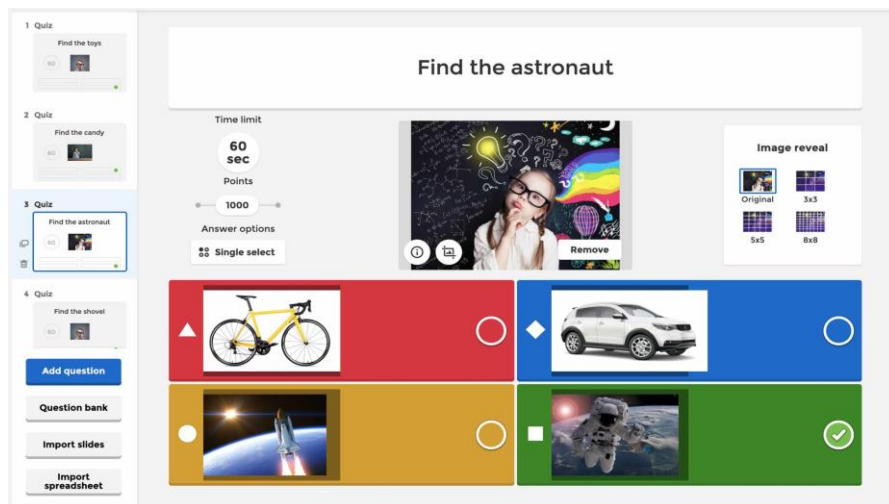 1 Quiz
Find the toys
60
2 Quiz
Find the candy
60
3 Quiz
Find the astronaut
60
4 Quiz
Find the shovel
60
Add question
Question bank
Import slides
Import
spreadsheet
Find the astronaut
Time limit
60
sec
Points
1000
Answer options
Single select
Remove
Image reveal
Original
3x3
5x5
8x8